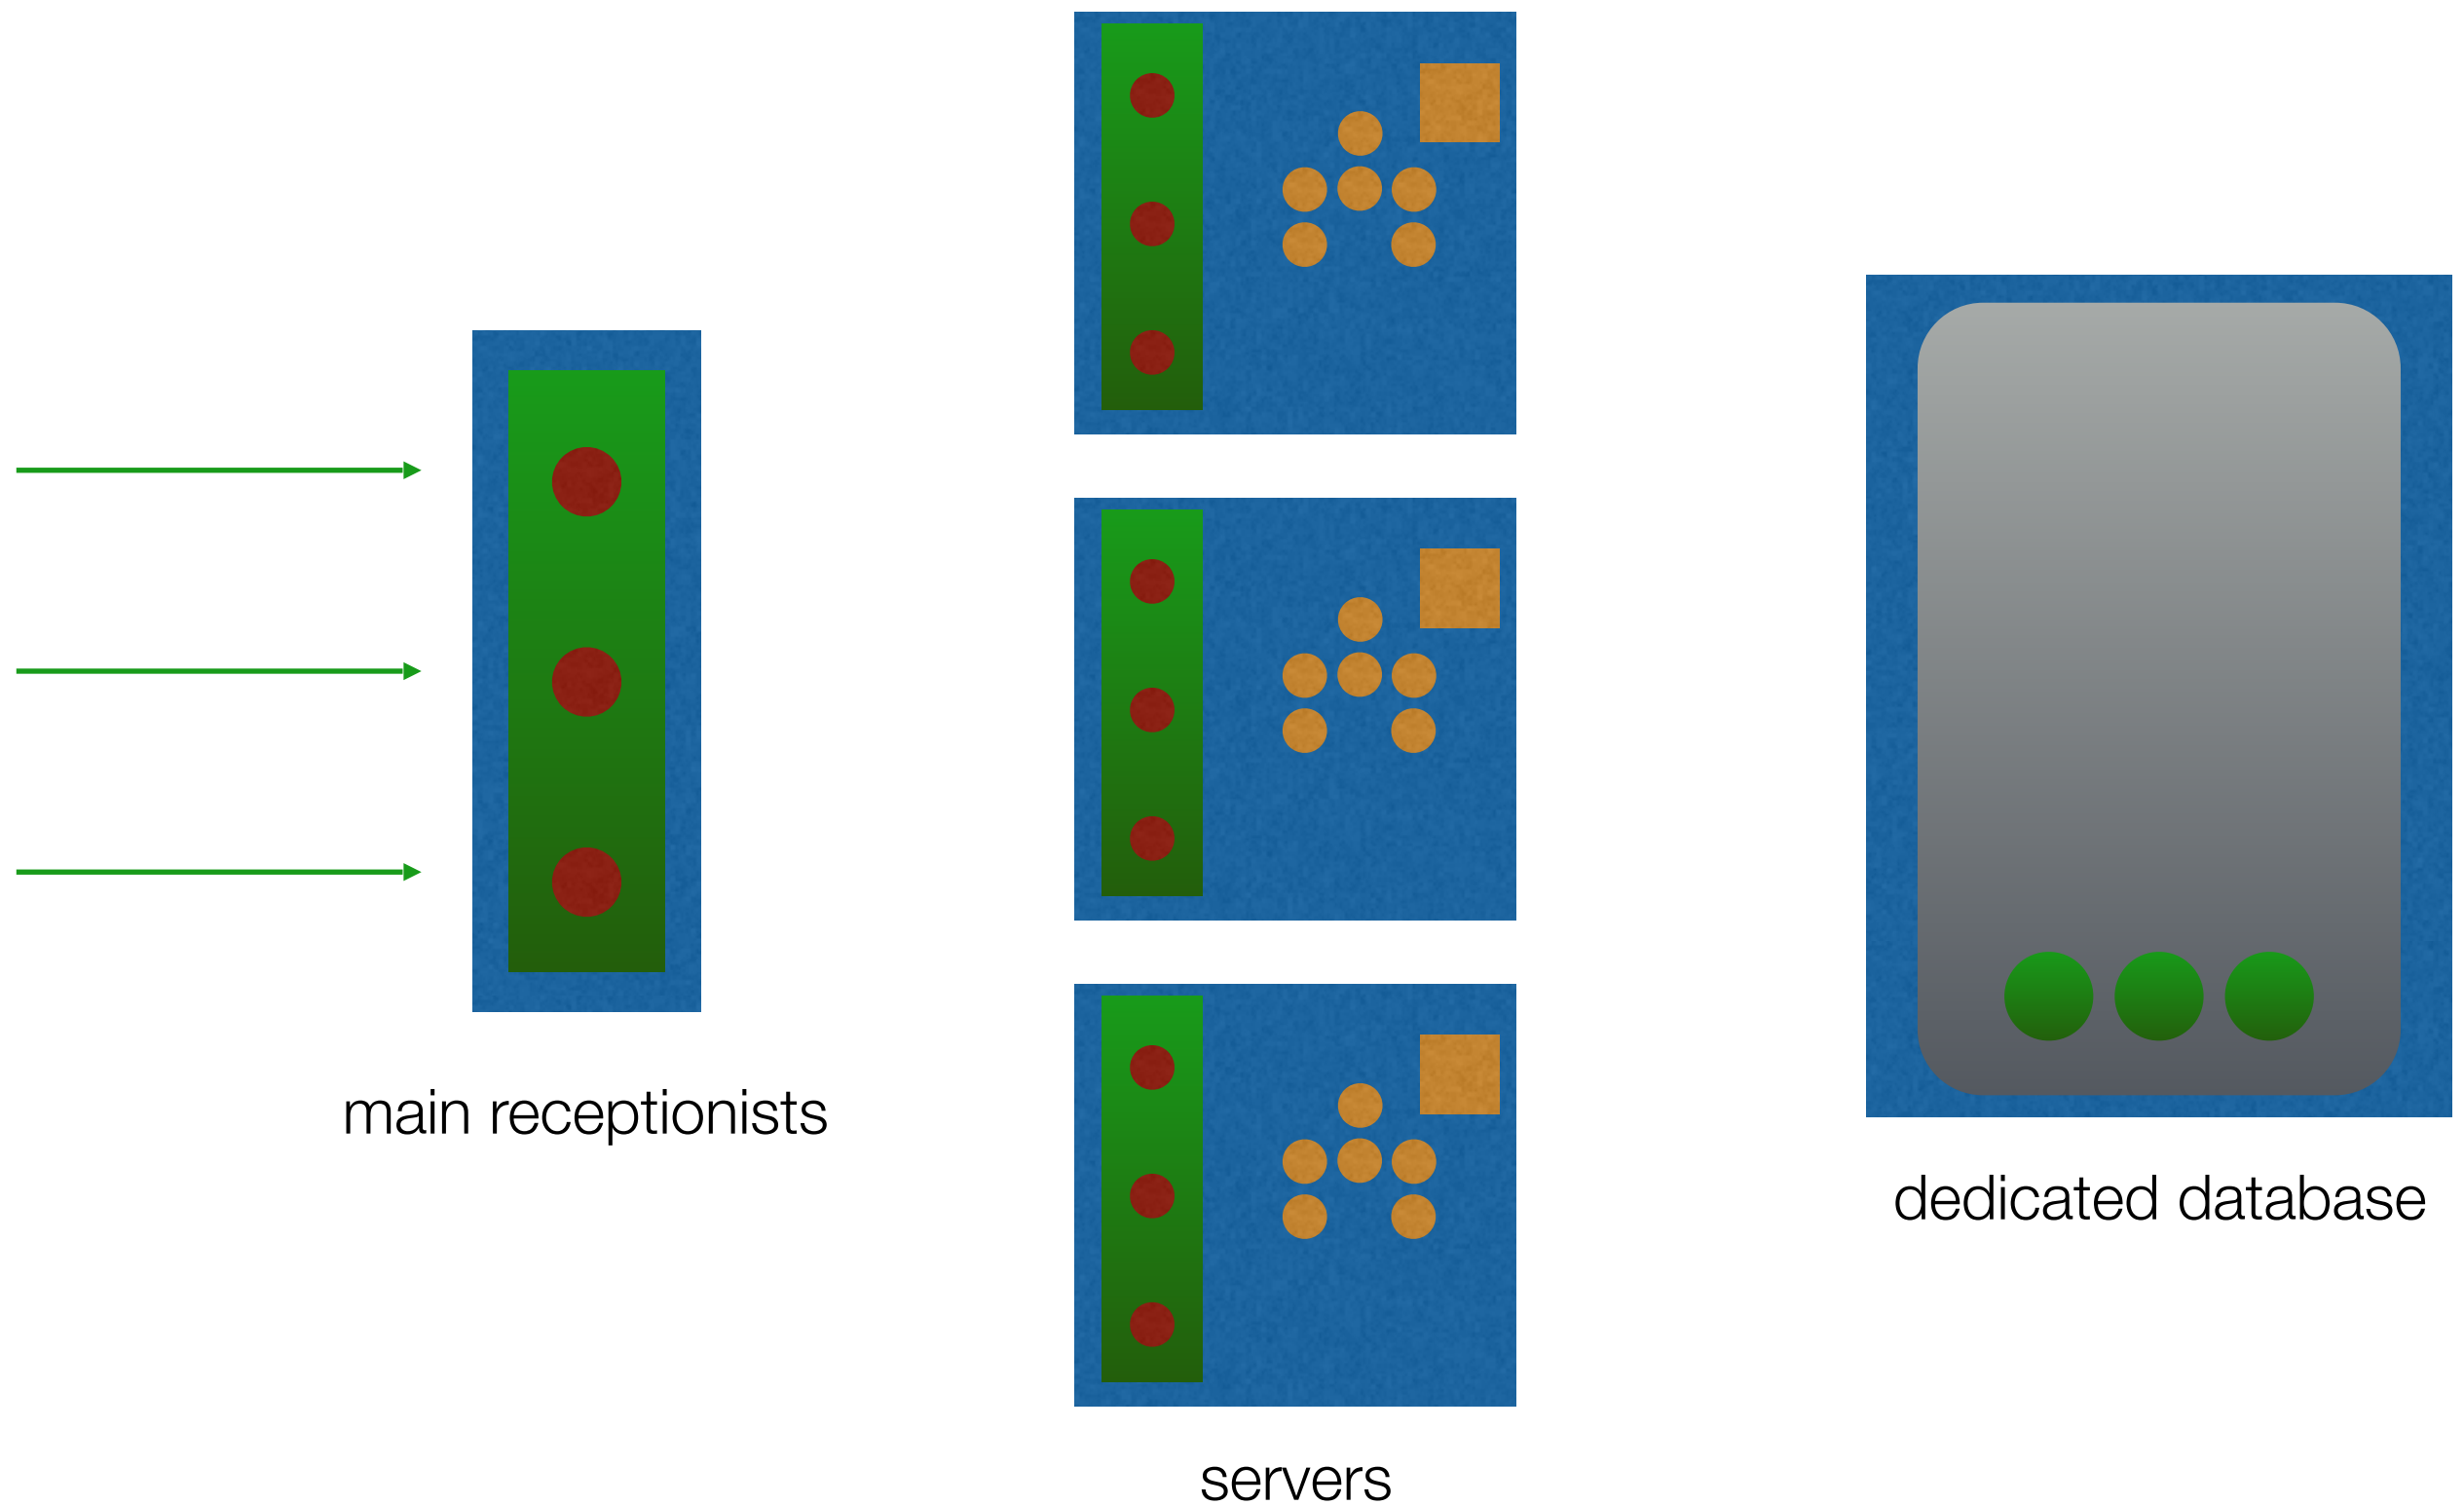 main receptionists
dedicated database
servers